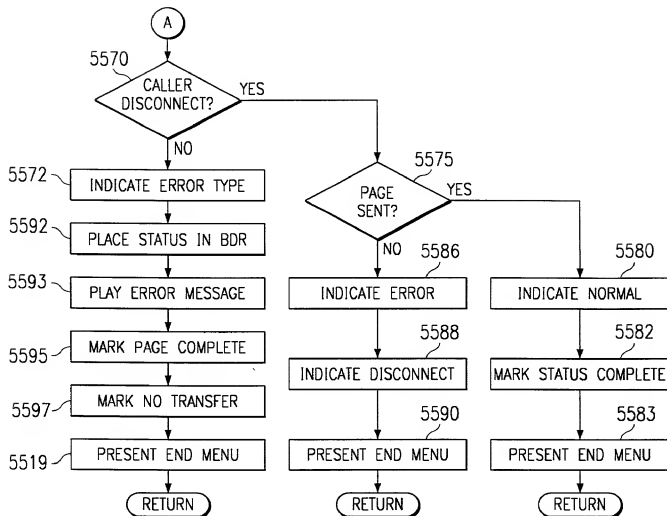 A
5570
CALLER
DISCONNECT?
YES
NO
5575
5572
INDICATE ERROR TYPE
PAGE
SENT?
YES
5592
PLACE STATUS IN BDR
NO
5586
5580
5593
PLAY ERROR MESSAGE
INDICATE ERROR
INDICATE NORMAL
5588
5582
5595
MARK PAGE COMPLETE
INDICATE DISCONNECT
MARK STATUS COMPLETE
5597
MARK NO TRANSFER
5590
5583
5519
PRESENT END MENU
PRESENT END MENU
PRESENT END MENU
RETURN
RETURN
RETURN